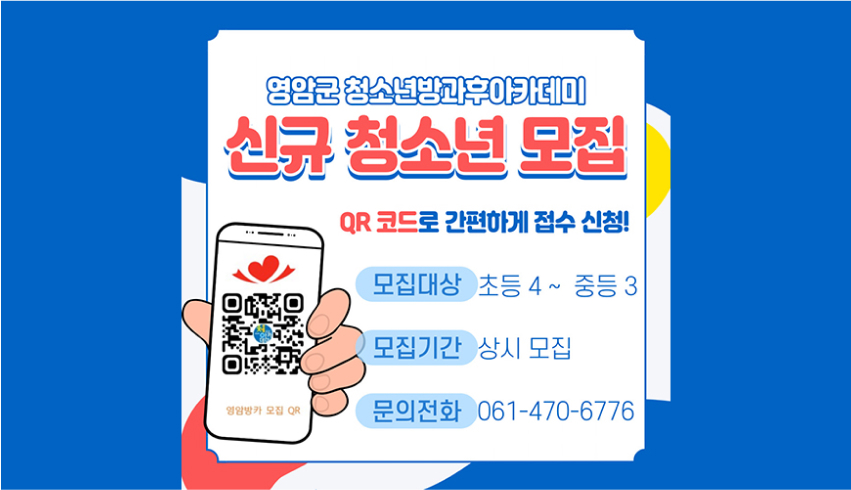 영암군 청소년방과후아카데미
신규 청소년 모집
QR 코드로 간편하게 접수 신청!
모집대상 초등 4 ~ 중등 3
모집기간 상시 모집
문의전화 061-470-6776
영암방카 모집 QR